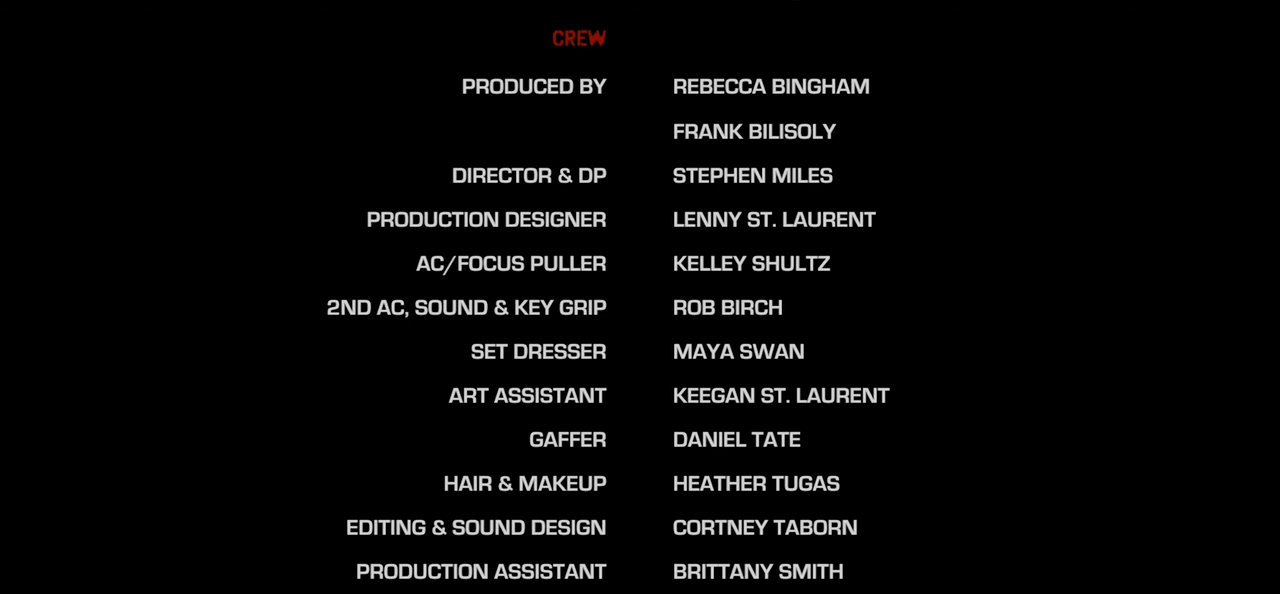 CREW
PRODUCED BY REBECCA BINGHAM
FRANK BILISOLY
DIRECTOR & DP STEPHEN MILES
PRODUCTION DESIGNER LENNY ST. LAURENT
AC/FOCUS PULLER KELLEY SHULTZ
2ND AC, SOUND & KEY GRIP ROB BIRCH
SET DRESSER MAYA SWAN
ART ASSISTANT KEEGAN ST. LAURENT
GAFFER DANIEL TATE
HAIR & MAKEUP HEATHER TUGAS
EDITING & SOUND DESIGN CORTNEY TABORN
PRODUCTION ASSISTANT BRITTANY SMITH